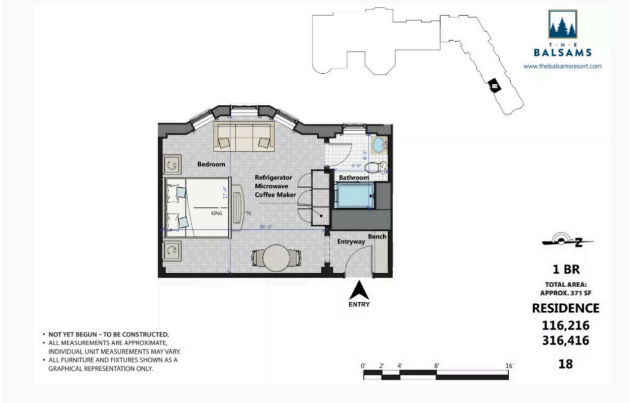 T · H · E
BALSAMS
www.thebalsamsresort.com
Bedroom
Refrigerator
Microwave
Coffee Maker
Bathroom
KING
TV
Entryway
Bench
ENTRY
Z
1 BR
TOTAL AREA:
APPROX. 371 SF
RESIDENCE
116,216
316,416
18
• NOT YET BEGUN – TO BE CONSTRUCTED.
• ALL MEASUREMENTS ARE APPROXIMATE,
INDIVIDUAL UNIT MEASUREMENTS MAY VARY.
• ALL FURNITURE AND FIXTURES SHOWN AS A
GRAPHICAL REPRESENTATION ONLY.
0' 2' 4' 8' 16'